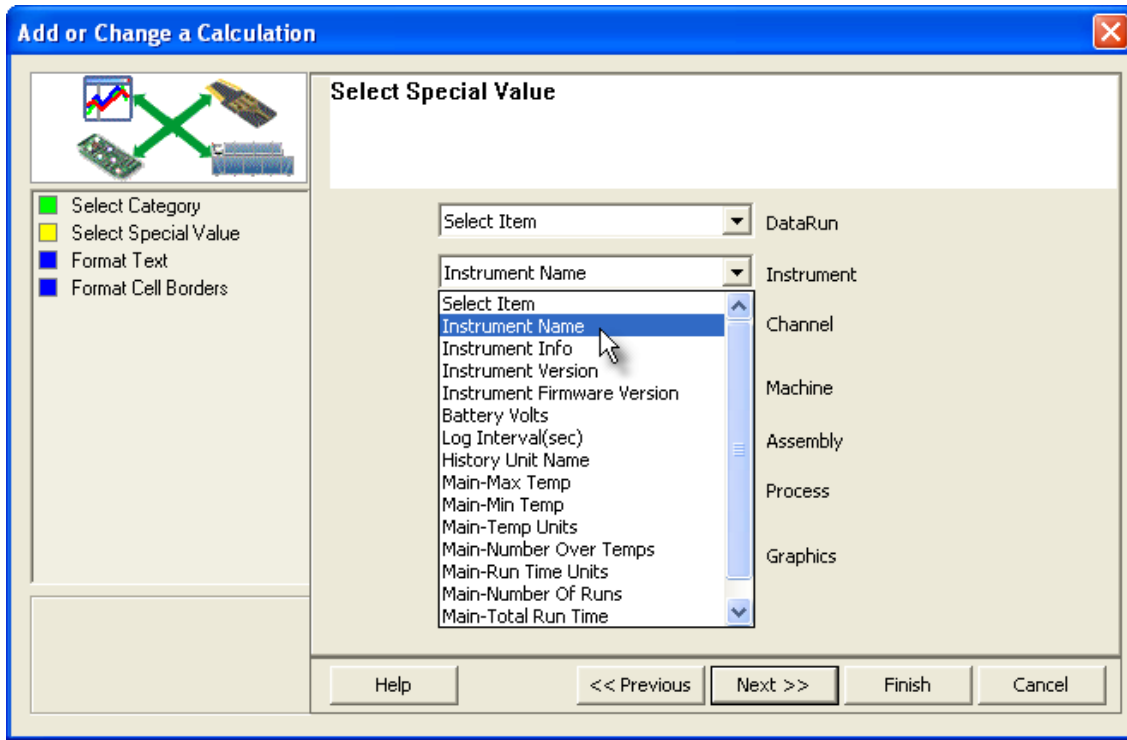 Add or Change a Calculation
Select Special Value
Select Category
Select Special Value
Format Text
Format Cell Borders
Select Item
DataRun
Instrument Name
Instrument
Select Item
Instrument Name
Instrument Info
Instrument Version
Instrument Firmware Version
Battery Volts
Log Interval(sec)
History Unit Name
Main-Max Temp
Main-Min Temp
Main-Temp Units
Main-Number Over Temps
Main-Run Time Units
Main-Number Of Runs
Main-Total Run Time
Channel
Machine
Assembly
Process
Graphics
Help
<< Previous
Next >>
Finish
Cancel